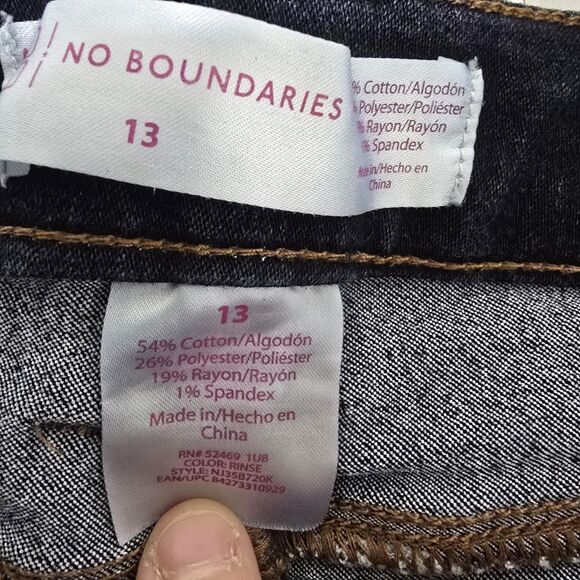 NO BOUNDARIES
13
% Cotton/Algodón
Polyester/Poliéster
% Rayon/Rayón
% Spandex
Made in/Hecho en
China
13
54% Cotton/Algodón
26% Polyester/Poliéster
19% Rayon/Rayón
1% Spandex
Made in/Hecho en
China
RN# 52469 1UB
COLOR: RINSE
STYLE: NJ35B720K
EAN/UPC 84273310929